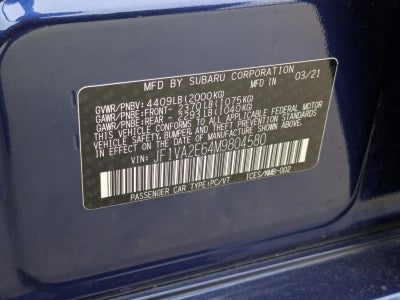 MFD BY SUBARU CORPORATION MFD IN 03/21
GVWR/PNBV: 4409LB (2000KG)
GAWR/PNBE:FRONT- 2370LB (1075KG)
GAWR/PNBE:REAR - 2293LB (1040KG)
THIS VEHICLE CONFORMS TO ALL APPLICABLE FEDERAL MOTOR
VEHICLE SAFETY, BUMPER, AND THEFT PREVENTION STANDARDS
IN EFFECT ON THE DATE OF MANUFACTURE SHOWN ABOVE.
JF1VA2E64M9804580
PASSENGER CAR TYPE:PC/VT ICES/NMB-002